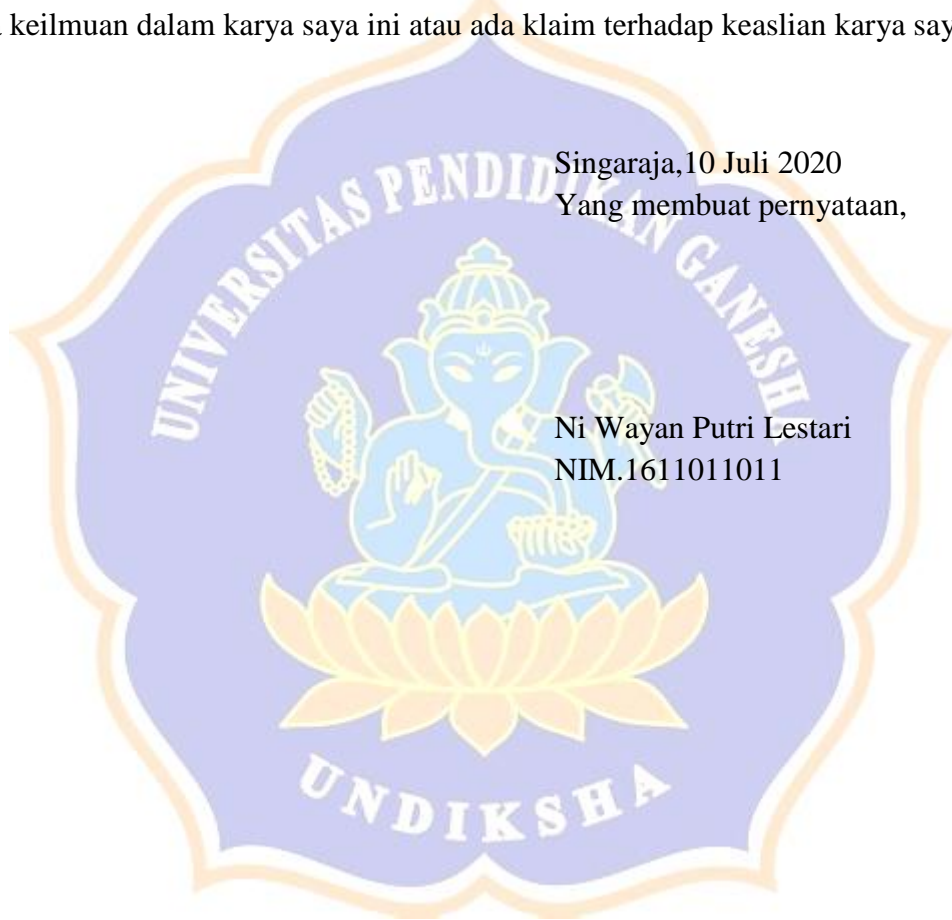 keilmuan dalam karya saya ini atau ada klaim terhadap keaslian karya
Singaraja,10 Juli 2020
Yang membuat pernyataan,
UNIVERSITAS PENDIDIKAN GANESHA
Ni Wayan Putri Lestari
NIM.1611011011
UNDIKSHA